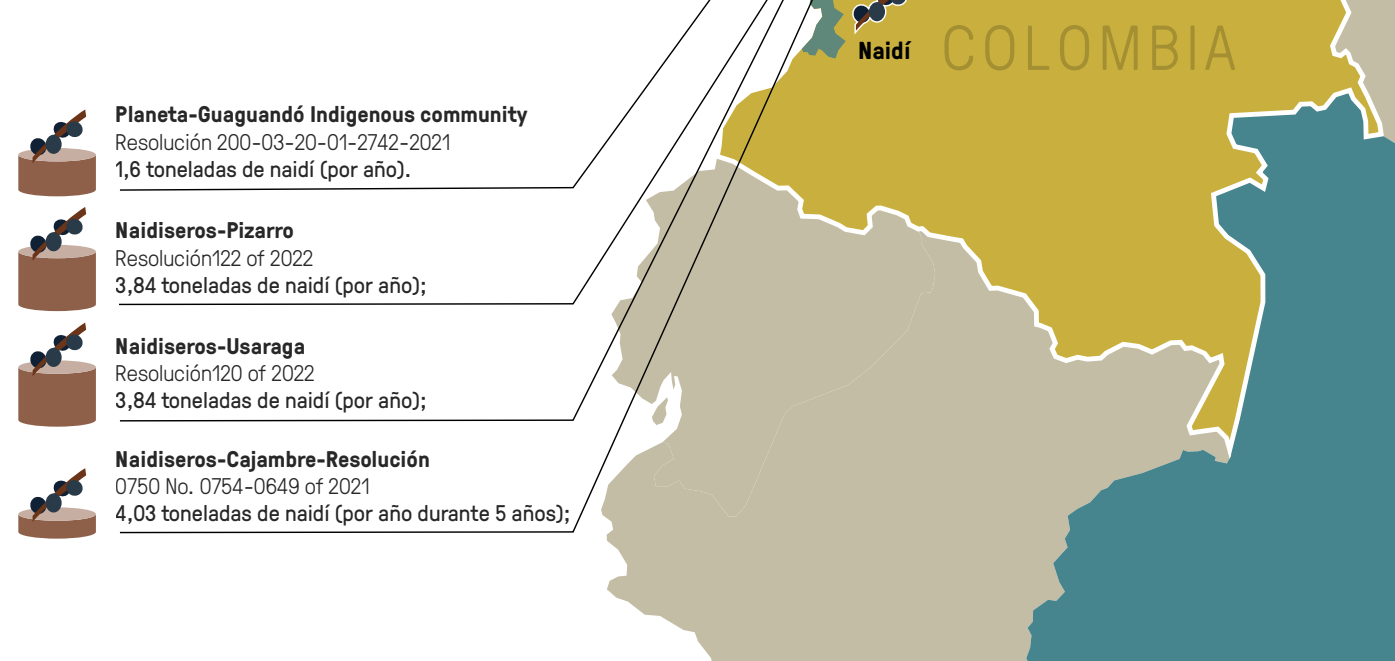 Naidí
COLOMBIA
Planeta-Guaguandó Indigenous community
Resolución 200-03-20-01-2742-2021
1,6 toneladas de naidí (por año).
Naidiseros-Pizarro
Resolución122 of 2022
3,84 toneladas de naidí (por año);
Naidiseros-Usaraga
Resolución120 of 2022
3,84 toneladas de naidí (por año);
Naidiseros-Cajambre-Resolución
0750 No. 0754-0649 of 2021
4,03 toneladas de naidí (por año durante 5 años);